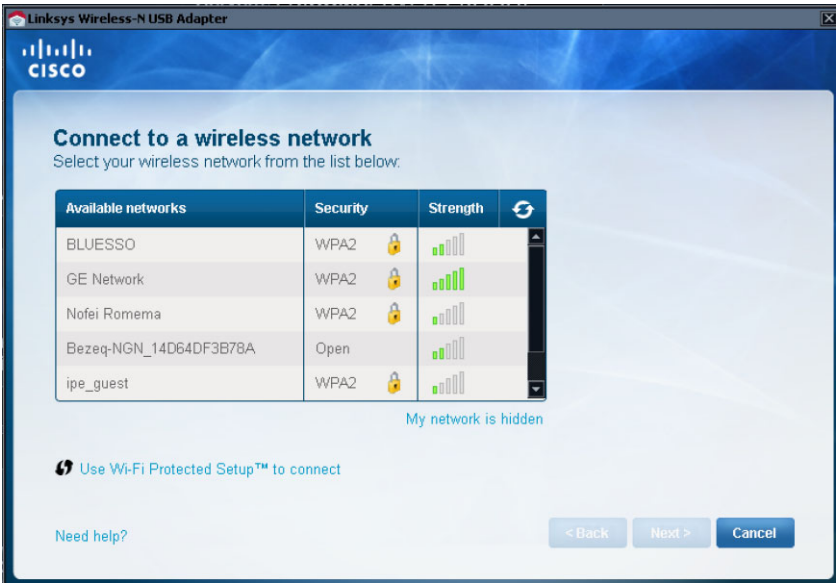 Linksys Wireless-N USB Adapter
CISCO
Connect to a wireless network
Select your wireless network from the list below:
Available networks Security Strength
BLUESSO WPA2
GE Network WPA2
Nofei Romema WPA2
Bezeq-NGN_14D64DF3B78A Open
ipe_guest WPA2
My network is hidden
Use Wi-Fi Protected Setup™ to connect
Need help? < Back Next > Cancel